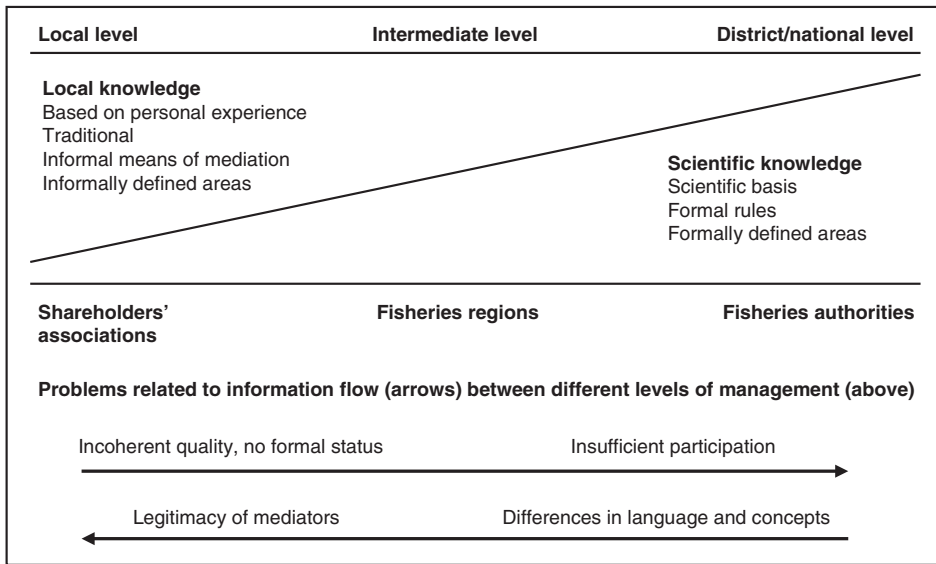 Local level Intermediate level District/national level
Local knowledge
Based on personal experience
Traditional
Informal means of mediation
Informally defined areas
Scientific knowledge
Scientific basis
Formal rules
Formally defined areas
Shareholders' associations Fisheries regions Fisheries authorities
Problems related to information flow (arrows) between different levels of management (above)
Incoherent quality, no formal status Insufficient participation
Legitimacy of mediators Differences in language and concepts